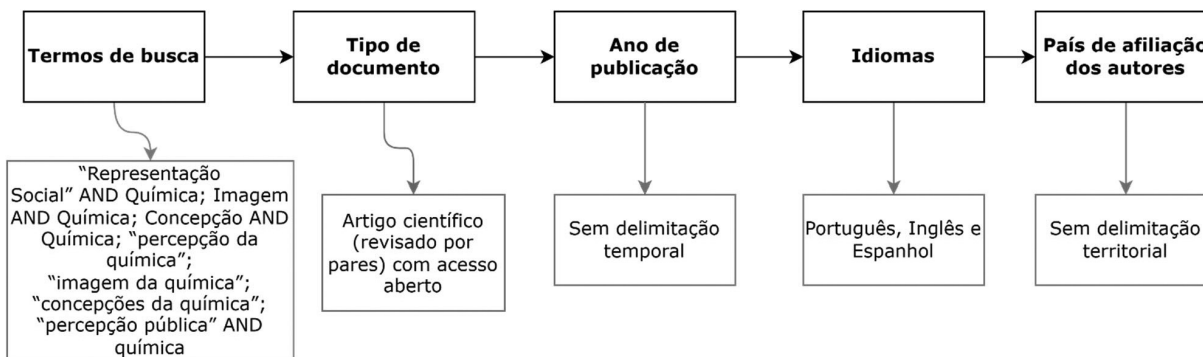 Termos de busca
Tipo de
documento
Ano de
publicação
Idiomas
País de afiliação
dos autores
“Representação
Social” AND Química; Imagem
AND Química; Concepção AND
Química; “percepção da
química”;
“imagem da química”;
“concepções da química”;
“percepção pública” AND
química
Artigo científico
(revisado por
pares) com acesso
aberto
Sem delimitação
temporal
Português, Inglês e
Espanhol
Sem delimitação
territorial